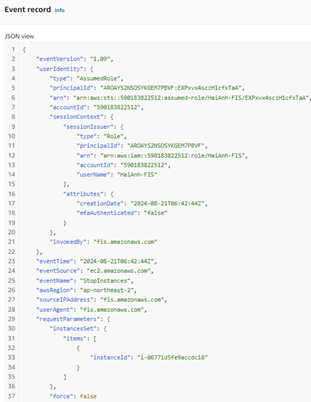 Event record Info
JSON view
1 {
2 "eventVersion": "1.09",
3 "userIdentity": {
4 "type": "AssumedRole",
5 "principalId": "AROAYS2NSOSYKGEM7PBVF:EXPxvx4sczH1cfxTaA",
6 "arn": "arn:aws:sts::590183822512:assumed-role/HaiAnh-FIS/EXPxvx4sczH1cfxTaA",
7 "accountId": "590183822512",
8 "sessionContext": {
9 "sessionIssuer": {
10 "type": "Role",
11 "principalId": "AROAYS2NSOSYKGEM7PBVF",
12 "arn": "arn:aws:iam::590183822512:role/HaiAnh-FIS",
13 "accountId": "590183822512",
14 "userName": "HaiAnh-FIS"
15 },
16 "attributes": {
17 "creationDate": "2024-08-21T06:42:44Z",
18 "mfaAuthenticated": "false"
19 }
20 },
21 "invokedBy": "fis.amazonaws.com"
22 },
23 "eventTime": "2024-08-21T06:42:44Z",
24 "eventSource": "ec2.amazonaws.com",
25 "eventName": "StopInstances",
26 "awsRegion": "ap-northeast-2",
27 "sourceIPAddress": "fis.amazonaws.com",
28 "userAgent": "fis.amazonaws.com",
29 "requestParameters": {
30 "instancesSet": {
31 "items": [
32 {
33 "instanceId": "i-06771d5fe9accdc18"
34 }
35 ]
36 },
37 "force": false